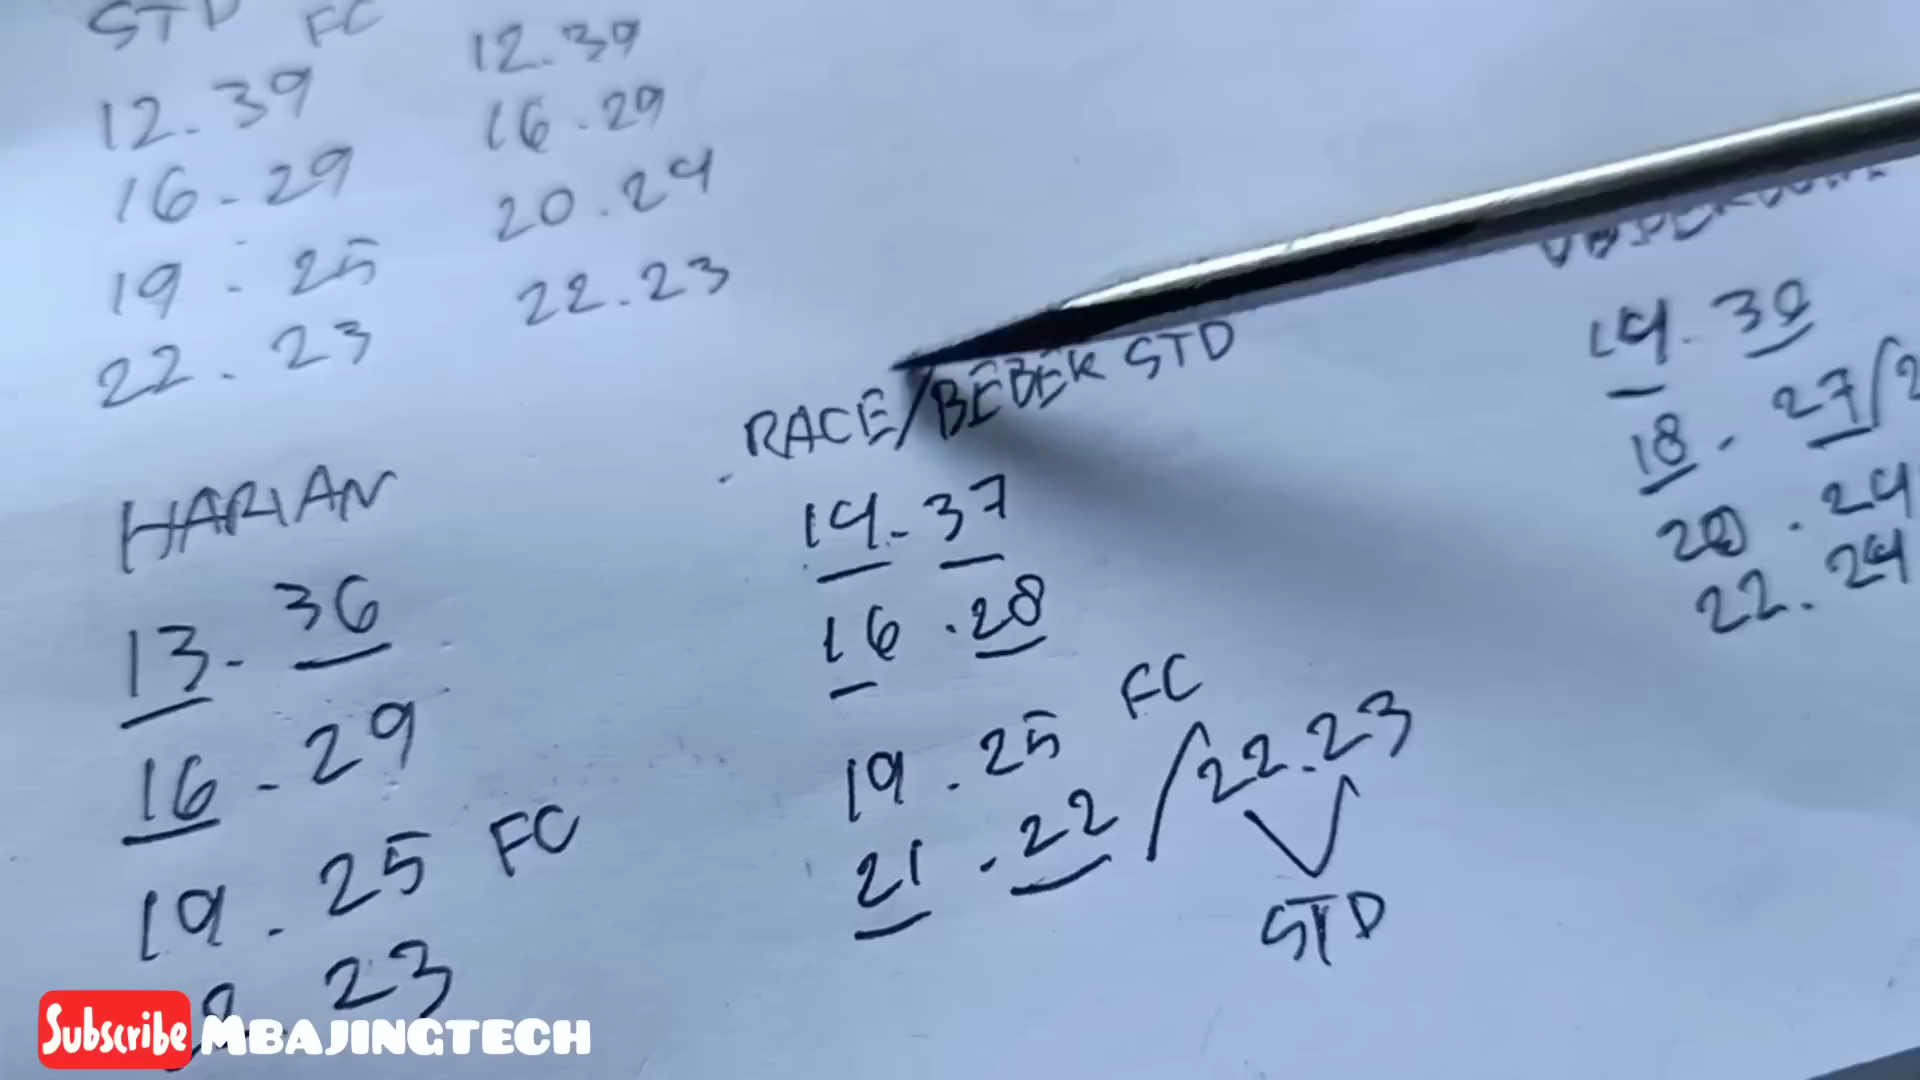 STD FC
12.39
16-29
19.25
22.23
12.39
16.29
20.24
22.23
HARIAN
13-36
16-29
19.25 FC
23
RACE/BEBEK STD
14-37
16.28
19.25 FC
21.22/22.23
STD
18.27/2
20.24
22.24
Subscribe MBAJINGTECH